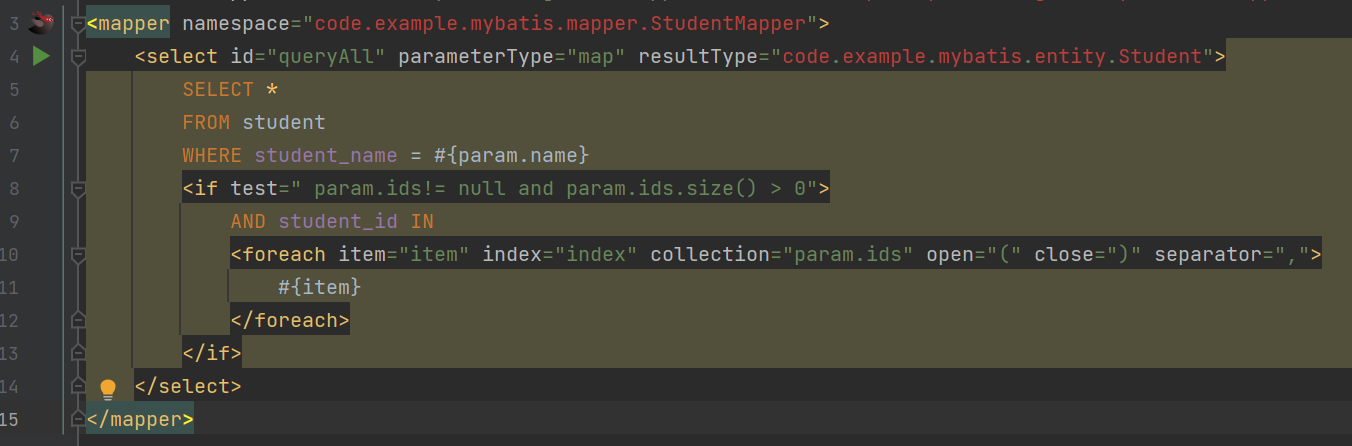 3 <mapper namespace="code.example.mybatis.mapper.StudentMapper">
4 <select id="queryAll" parameterType="map" resultType="code.example.mybatis.entity.Student">
5 SELECT *
6 FROM student
7 WHERE student_name = #{param.name}
8 <if test=" param.ids!= null and param.ids.size() > 0">
9 AND student_id IN
10 <foreach item="item" index="index" collection="param.ids" open="(" close=")" separator=",">
11 #{item}
12 </foreach>
13 </if>
14 </select>
15 </mapper>